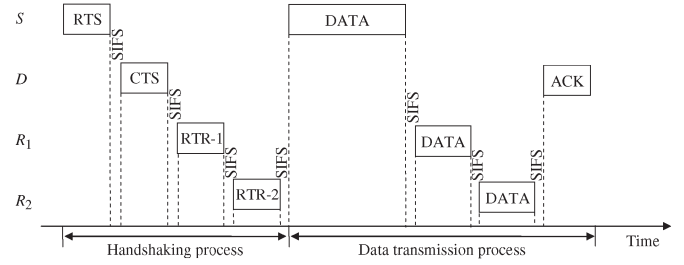 S RTS DATA
SIFS
D CTS ACK
SIFS SIFS
R1 RTR-1 DATA
SIFS SIFS SIFS SIFS
R2 RTR-2 DATA
Time
Handshaking process Data transmission process